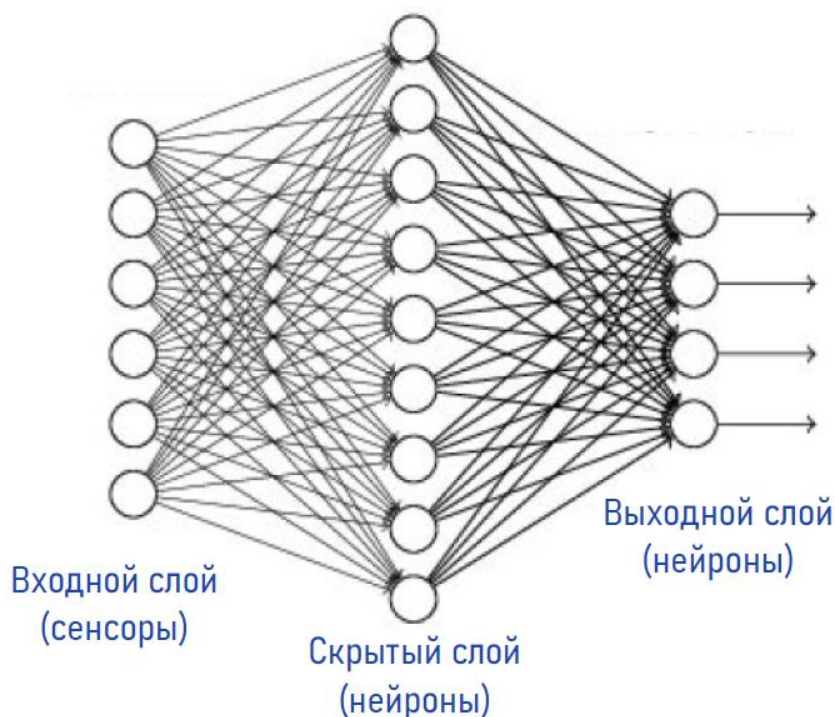 Входной слой
(сенсоры)
Скрытый слой
(нейроны)
Выходной слой
(нейроны)